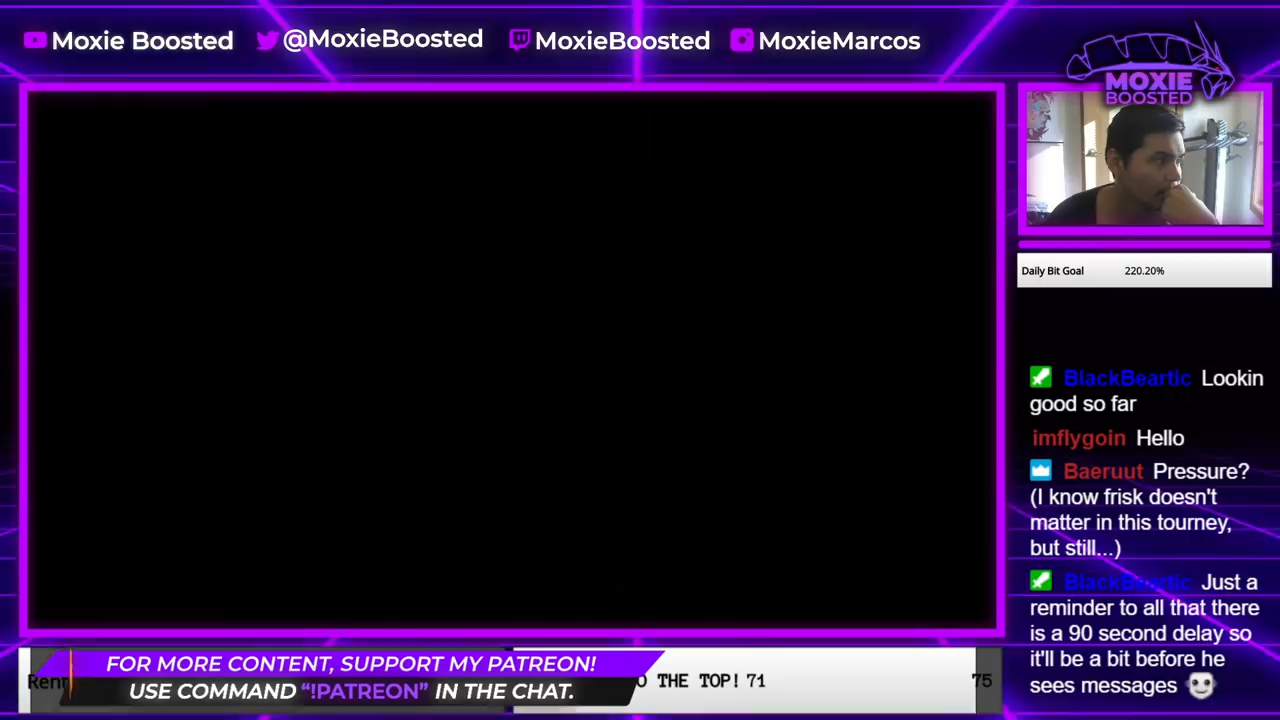 Moxie Boosted @MoxieBoosted MoxieBoosted MoxieMarcos
MOXIE
BOOSTED
Daily Bit Goal 220.20%
BlackBeartic Lookin
good so far
imflygoin Hello
Baeruut Pressure?
(I know frisk doesn't
matter in this tourney,
but still...)
BlackBeartic Just a
reminder to all that there
is a 90 second delay so
it'll be a bit before he
sees messages
FOR MORE CONTENT, SUPPORT MY PATREON!
USE COMMAND “!PATREON” IN THE CHAT.
THE TOP! 71 75